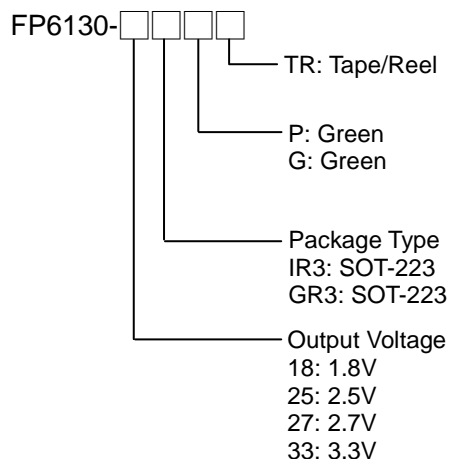 FP6130-
TR: Tape/Reel
P: Green
G: Green
Package Type
IR3: SOT-223
GR3: SOT-223
Output Voltage
18: 1.8V
25: 2.5V
27: 2.7V
33: 3.3V